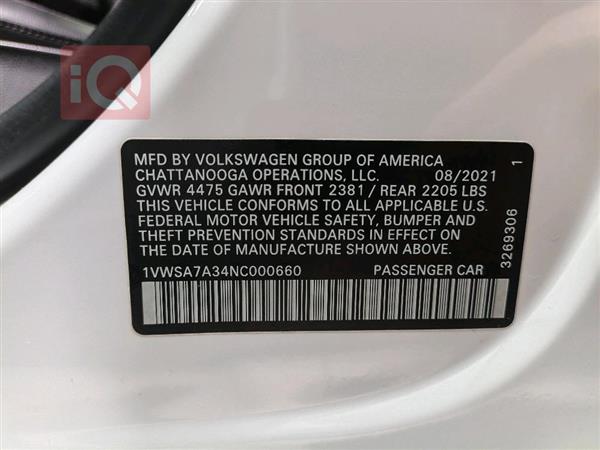 iQ
MFD BY VOLKSWAGEN GROUP OF AMERICA
CHATTANOOGA OPERATIONS, LLC. 08/2021
GVWR 4475 GAWR FRONT 2381 / REAR 2205 LBS
THIS VEHICLE CONFORMS TO ALL APPLICABLE U.S.
FEDERAL MOTOR VEHICLE SAFETY, BUMPER AND
THEFT PREVENTION STANDARDS IN EFFECT ON
THE DATE OF MANUFACTURE SHOWN ABOVE.
1VWSA7A34NC000660 PASSENGER CAR
3269306 1